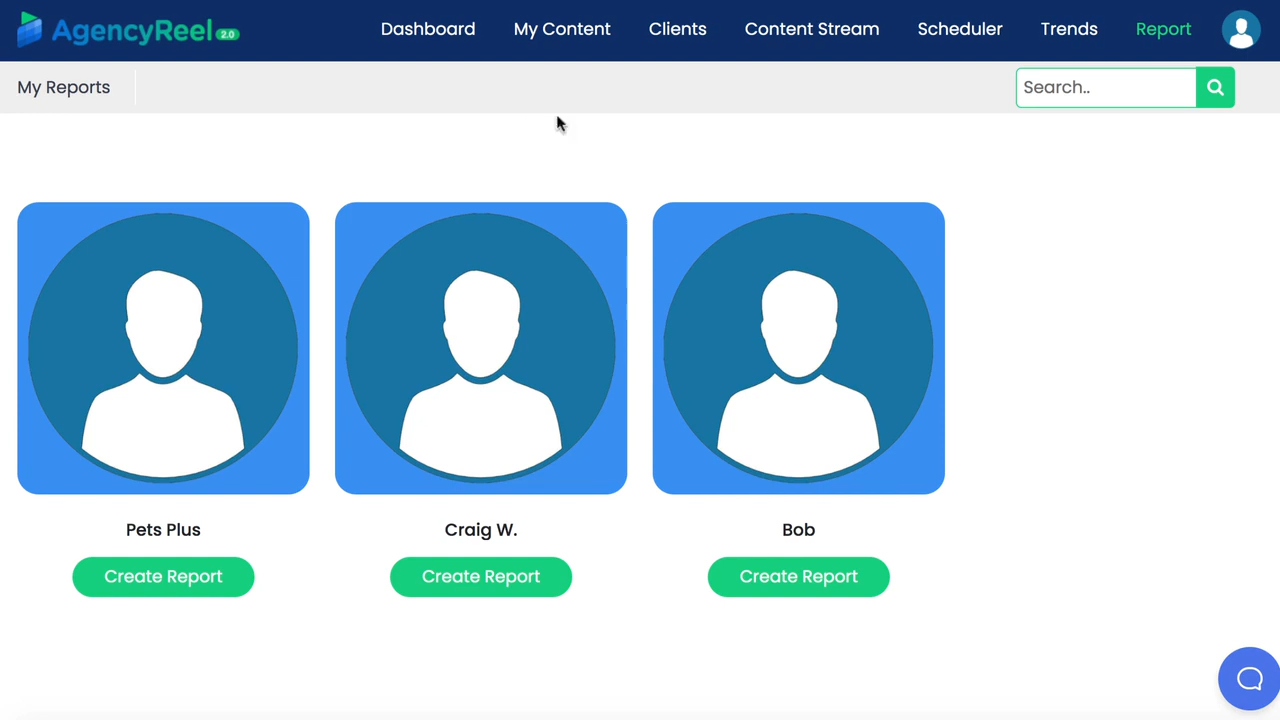 AgencyReel 2.0 Dashboard My Content Clients Content Stream Scheduler Trends Report
My Reports Search..
Pets Plus Craig W. Bob
Create Report Create Report Create Report